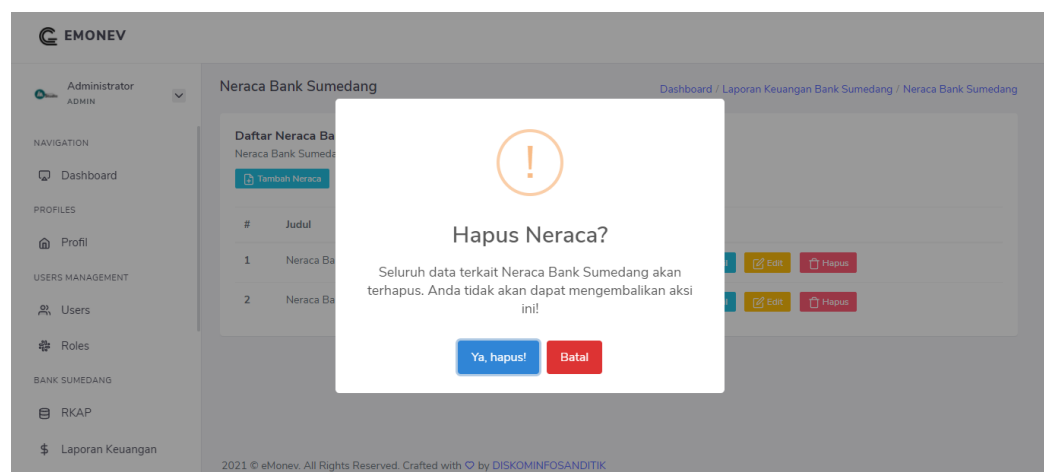 EMONEV
Administrator
ADMIN
NAVIGATION
Dashboard
PROFILES
Profil
USERS MANAGEMENT
Users
Roles
BANK SUMEDANG
RKAP
$ Laporan Keuangan
Neraca Bank Sumedang
Dashboard / Laporan Keuangan Bank Sumedang / Neraca Bank Sumedang
Daftar Neraca Ba
Neraca Bank Sumeda
Tambah Neraca
# Judul
1 Neraca Ba
Edit Hapus
2 Neraca Ba
Edit Hapus
Hapus Neraca?
Seluruh data terkait Neraca Bank Sumedang akan
terhapus. Anda tidak akan dapat mengembalikan aksi
ini!
Ya, hapus! Batal
2021 © eMonev. All Rights Reserved. Crafted with ♡ by DISKOMINFOSANDITIK